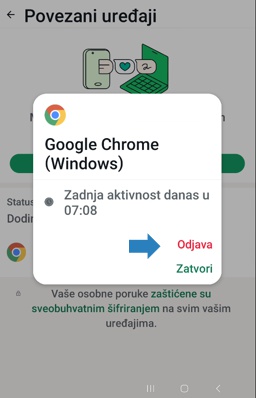 Povezani uređaji
Google Chrome
(Windows)
Zadnja aktivnost danas u
07:08
Odjava
Zatvori
Status
Dodir
Vaše osobne poruke zaštićene su
sveobuhvatnim šifriranjem na svim vašim
uređajima.